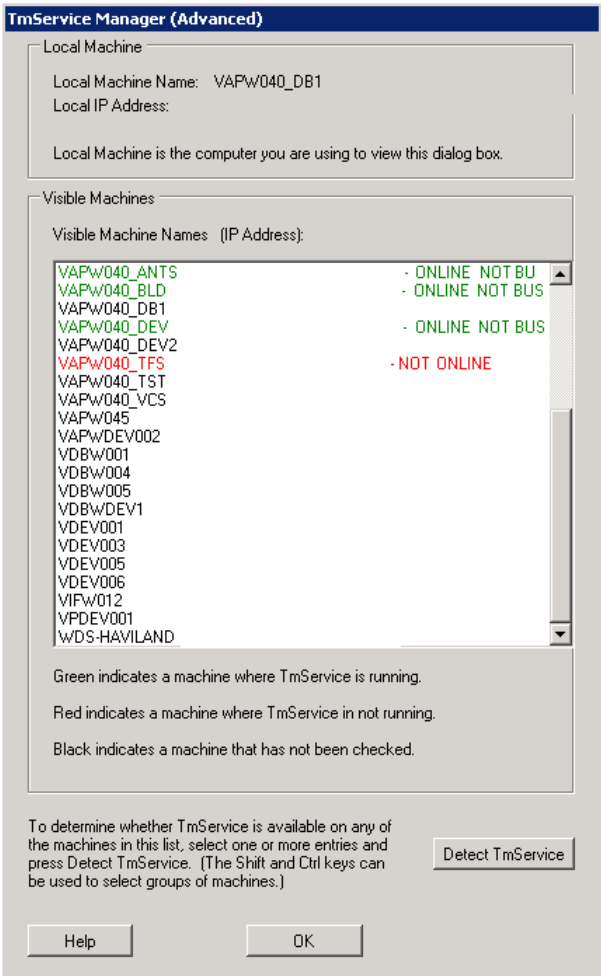 TmService Manager (Advanced)
Local Machine
Local Machine Name: VAPW040_DB1
Local IP Address:
Local Machine is the computer you are using to view this dialog box.
Visible Machines
Visible Machine Names (IP Address):
VAPW040_ANTS - ONLINE NOT BU
VAPW040_BLD - ONLINE NOT BUS
VAPW040_DB1
VAPW040_DEV - ONLINE NOT BUS
VAPW040_DEV2
VAPW040_TFS - NOT ONLINE
VAPW040_TST
VAPW040_VCS
VAPW045
VAPWDEV002
VDBW001
VDBW004
VDBW005
VDBWDEV1
VDEV001
VDEV003
VDEV005
VDEV006
VIFW012
VPDEV001
WDS-HAVILAND
Green indicates a machine where TmService is running.
Red indicates a machine where TmService in not running.
Black indicates a machine that has not been checked.
To determine whether TmService is available on any of
the machines in this list, select one or more entries and
press Detect TmService. (The Shift and Ctrl keys can
be used to select groups of machines.)
Detect TmService
Help
OK